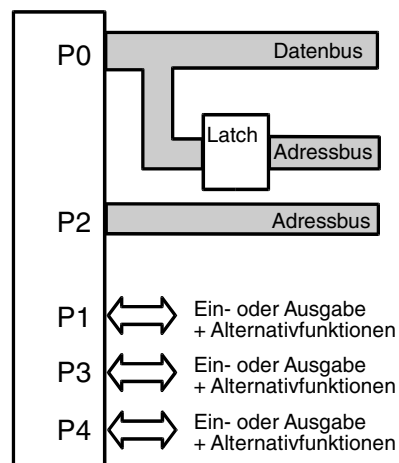 P0
Datenbus
Latch
Adressbus
P2
Adressbus
P1
Ein- oder Ausgabe
+ Alternativfunktionen
P3
Ein- oder Ausgabe
+ Alternativfunktionen
P4
Ein- oder Ausgabe
+ Alternativfunktionen